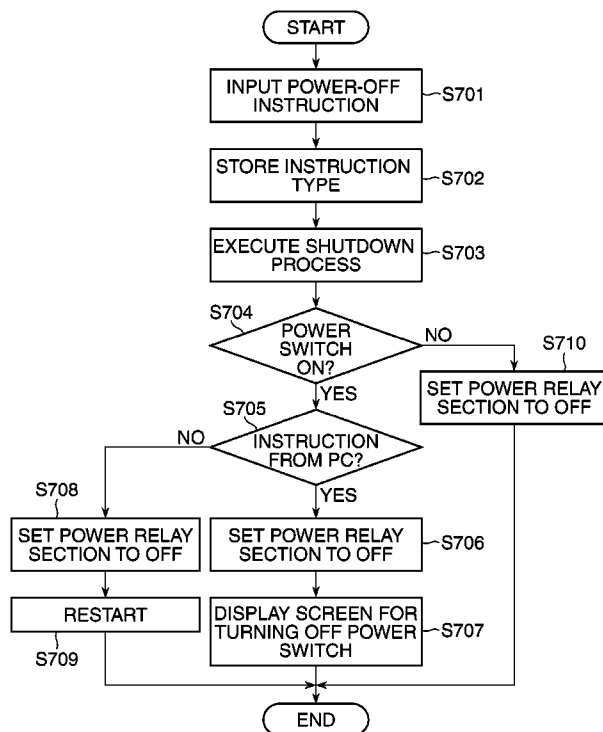 START
INPUT POWER-OFF
INSTRUCTION
S701
STORE INSTRUCTION
TYPE
S702
EXECUTE SHUTDOWN
PROCESS
S703
S704
POWER
SWITCH
ON?
NO
S710
SET POWER RELAY
SECTION TO OFF
YES
S705
INSTRUCTION
FROM PC?
NO
YES
S708
SET POWER RELAY
SECTION TO OFF
SET POWER RELAY
SECTION TO OFF
S706
RESTART
S709
DISPLAY SCREEN FOR
TURNING OFF POWER
SWITCH
S707
END